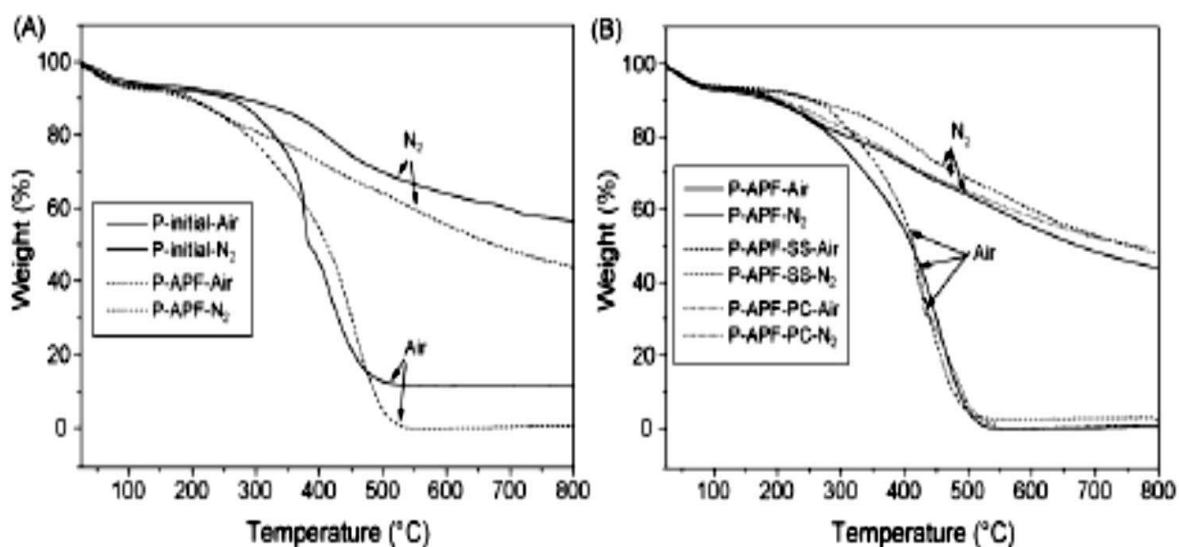 (A)
100
80
60
40
20
0
Weight (%)
N₂
P-initial-Air
P-initial-N₂
P-APF-Air
P-APF-N₂
Air
100 200 300 400 500 600 700 800
Temperature (°C)
(B)
100
80
60
40
20
0
Weight (%)
N₂
P-APF-Air
P-APF-N₂
P-APF-SS-Air
P-APF-SS-N₂
P-APF-PC-Air
P-APF-PC-N₂
Air
100 200 300 400 500 600 700 800
Temperature (°C)